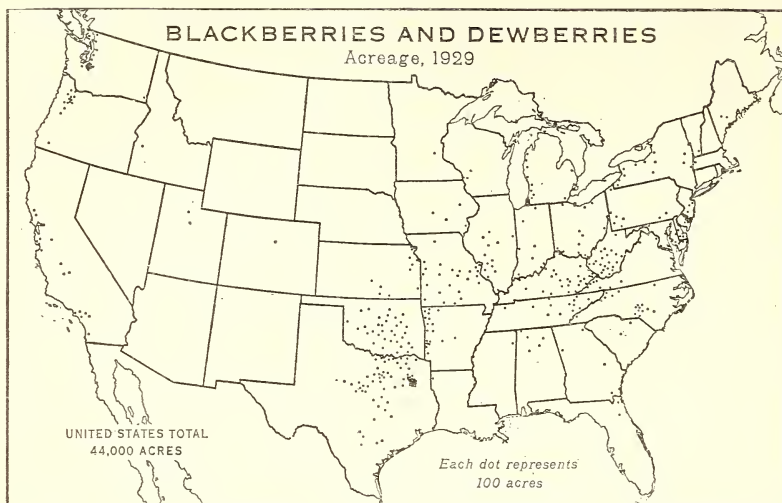 BLACKBERRIES AND DEWBERRIES
Acreage, 1929
UNITED STATES TOTAL
44,000 ACRES
Each dot represents
100 acres